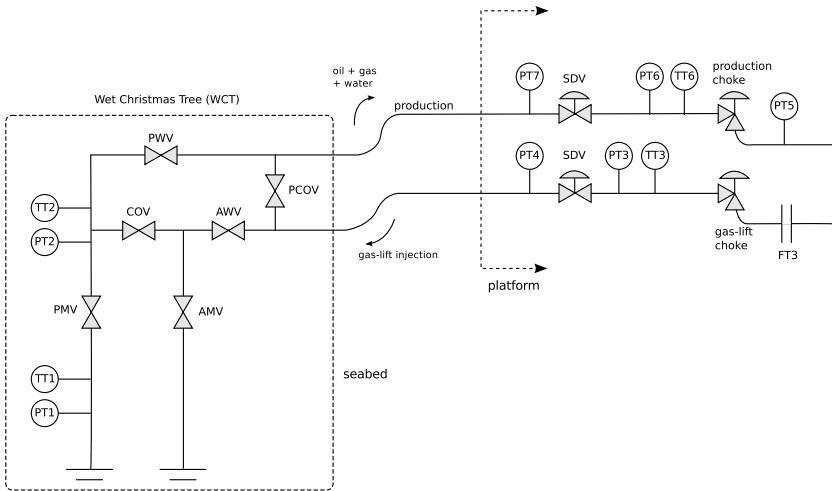 oil + gas
+ water
PT7
SDV
PT6
TT6
production
choke
PT5
Wet Christmas Tree (WCT)
production
PWV
PT4
SDV
PT3
TT3
PCOV
TT2
COV
AWV
PT2
gas-lift injection
gas-lift
choke
FT3
platform
PMV
AMV
seabed
TT1
PT1